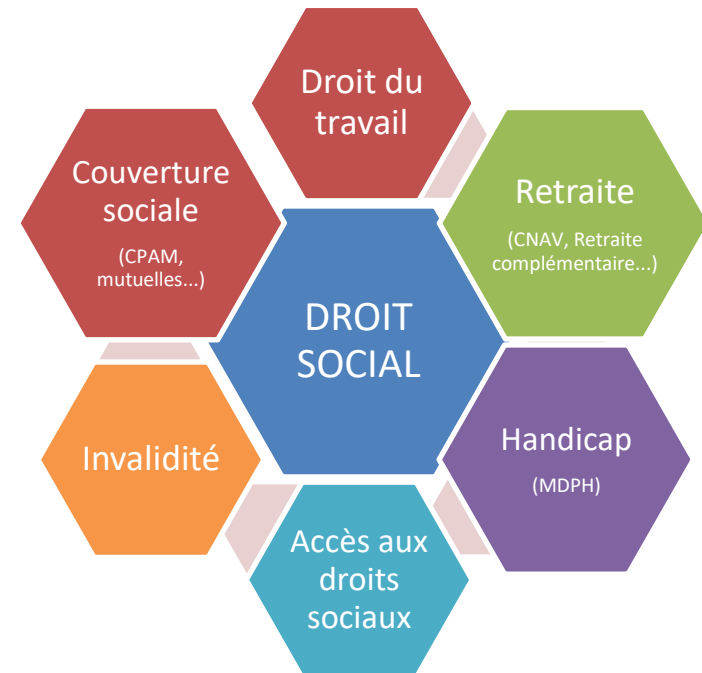 Droit du
travail
Couverture
sociale
(CPAM,
mutuelles...)
Retraite
(CNAV, Retraite
complémentaire...)
DROIT
SOCIAL
Invalidité
Handicap
(MDPH)
Accès aux
droits
sociaux